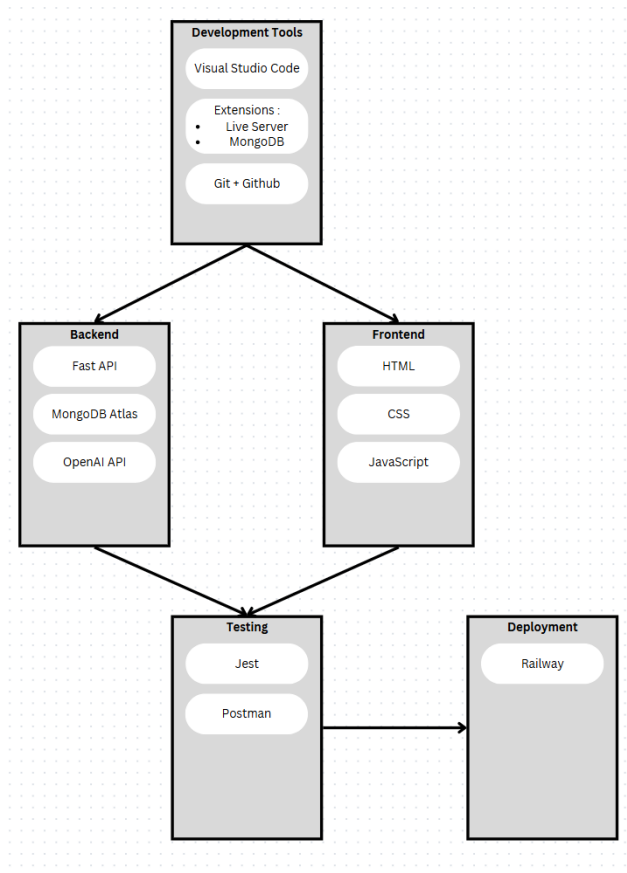 Development Tools
Visual Studio Code
Extensions :
• Live Server
• MongoDB
Git + Github
Backend
Fast API
MongoDB Atlas
OpenAI API
Frontend
HTML
CSS
JavaScript
Testing
Jest
Postman
Deployment
Railway